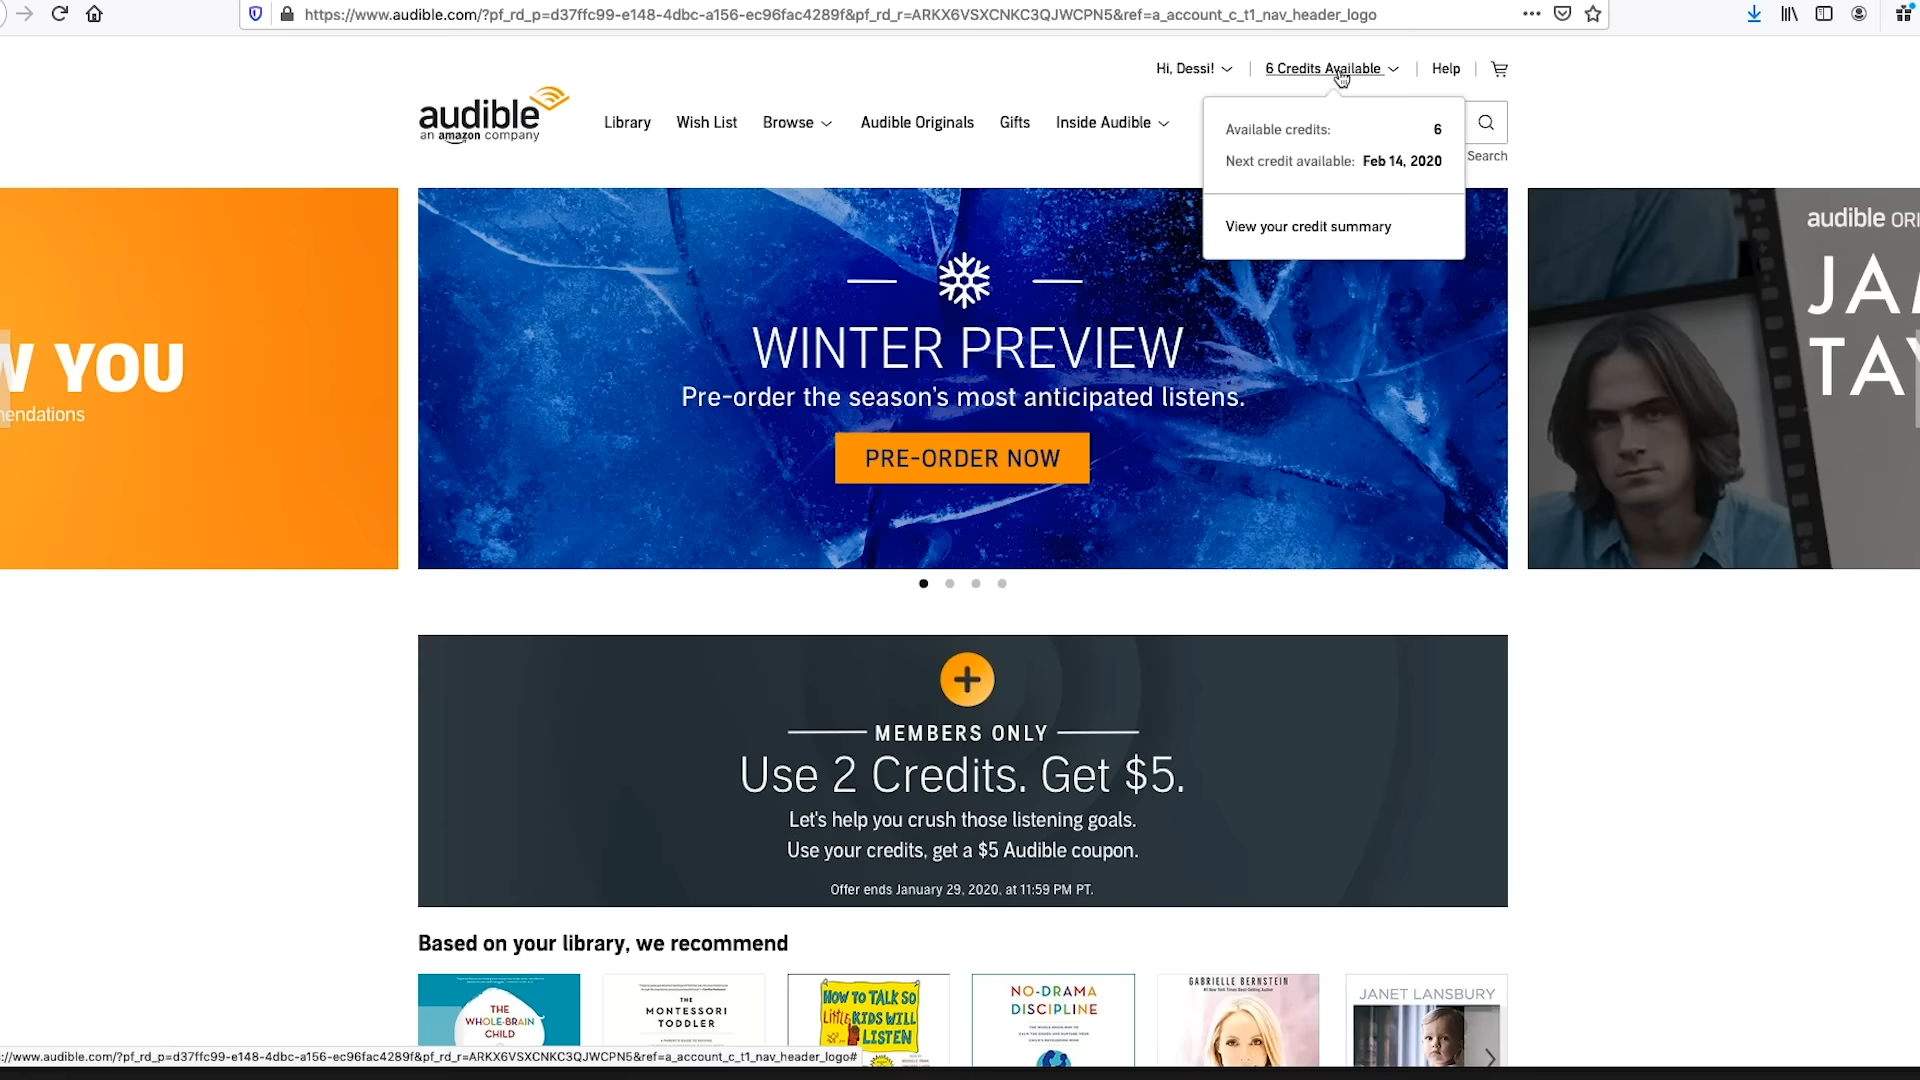 https://www.audible.com/?pf_rd_p=d37ffc99-e148-4dbc-a156-ec96fac4289f&pf_rd_r=ARKX6VSXCNKC3QJWCPN5&ref=a_account_c_t1_nav_header_logo
Hi, Dessi!
6 Credits Available
Help
audible
an amazon company
Library
Wish List
Browse
Audible Originals
Gifts
Inside Audible
Search
Available credits: 6
Next credit available: Feb 14, 2020
View your credit summary
W YOU
endations
WINTER PREVIEW
Pre-order the season's most anticipated listens.
PRE-ORDER NOW
audible ORI
JA
TAY
MEMBERS ONLY
Use 2 Credits. Get $5.
Let's help you crush those listening goals.
Use your credits, get a $5 Audible coupon.
Offer ends January 29, 2020, at 11:59 PM PT.
Based on your library, we recommend
THE
WHOLE-BRAIN
CHILD
THE
MONTESSORI
TODDLER
HOW TO TALK SO
LITTLE KIDS WILL
LISTEN
NO-DRAMA
DISCIPLINE
GABRIELLE BERNSTEIN
JANET LANSBURY
://www.audible.com/?pf_rd_p=d37ffc99-e148-4dbc-a156-ec96fac4289f&pf_rd_r=ARKX6VSXCNKC3QJWCPN5&ref=a_account_c_t1_nav_header_logo#